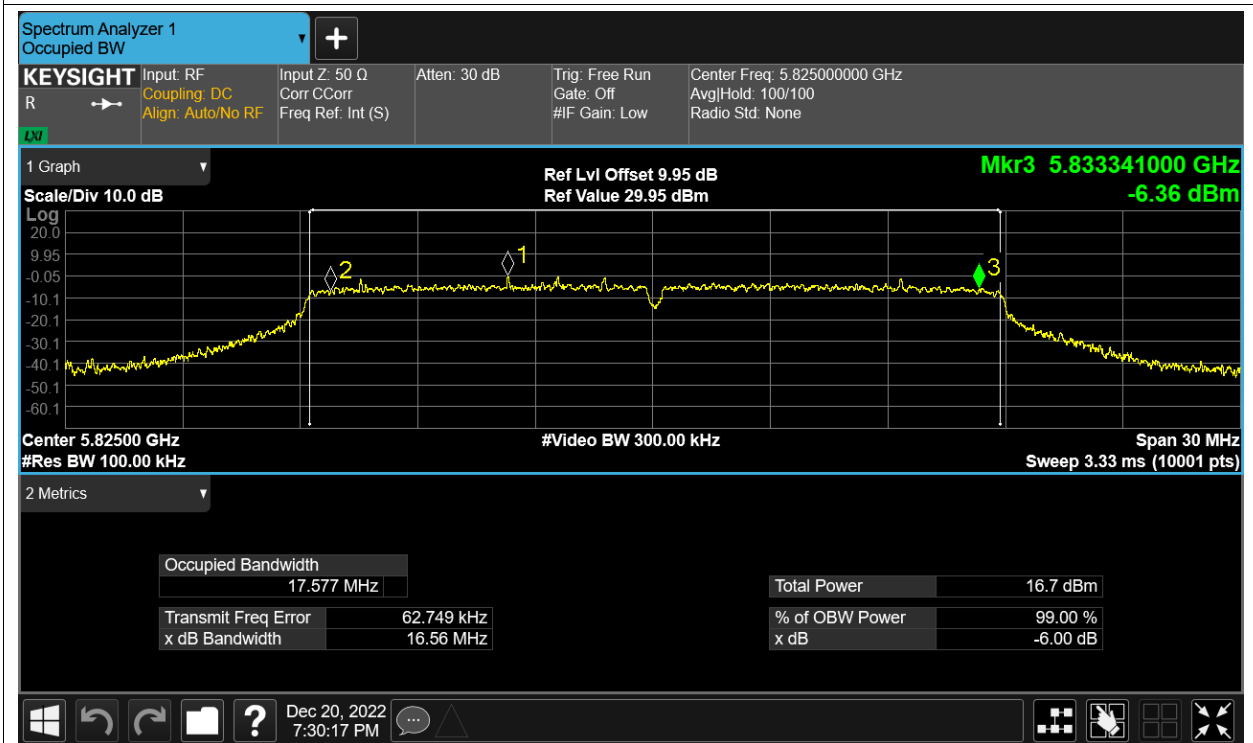 Spectrum Analyzer 1
Occupied BW
KEYSIGHT
R
LXI
Input: RF
Coupling: DC
Align: Auto/No RF
Input Z: 50 Ω
Corr CCorr
Freq Ref: Int (S)
Atten: 30 dB
Trig: Free Run
Gate: Off
#IF Gain: Low
Center Freq: 5.825000000 GHz
Avg|Hold: 100/100
Radio Std: None
1 Graph
Scale/Div 10.0 dB
Ref Lvl Offset 9.95 dB
Ref Value 29.95 dBm
Mkr3 5.833341000 GHz
-6.36 dBm
Log
20.0
9.95
-0.05
-10.1
-20.1
-30.1
-40.1
-50.1
-60.1
2
1
3
Center 5.82500 GHz
#Res BW 100.00 kHz
#Video BW 300.00 kHz
Span 30 MHz
Sweep 3.33 ms (10001 pts)
2 Metrics
Occupied Bandwidth
17.577 MHz
Transmit Freq Error 62.749 kHz
x dB Bandwidth 16.56 MHz
Total Power 16.7 dBm
% of OBW Power 99.00 %
x dB -6.00 dB
?
Dec 20, 2022
7:30:17 PM